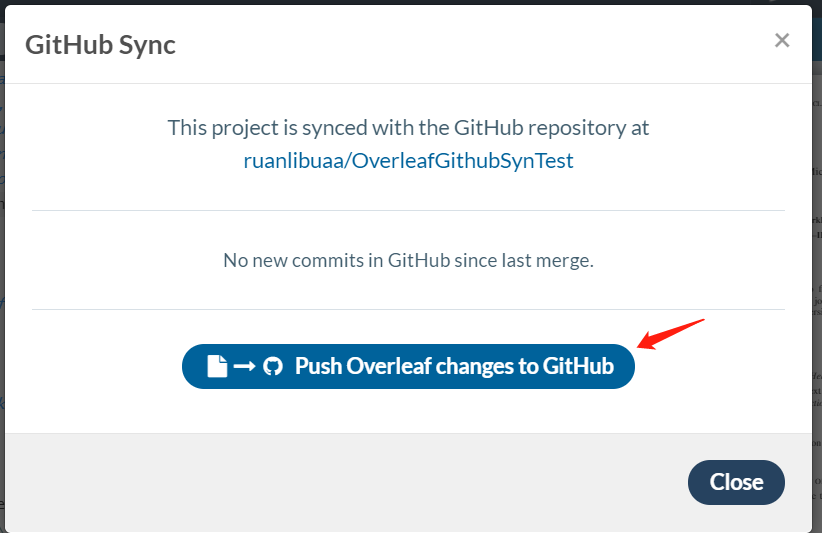 GitHub Sync
×
This project is synced with the GitHub repository at
ruanlibuaa/OverleafGithubSynTest
No new commits in GitHub since last merge.
Push Overleaf changes to GitHub
Close